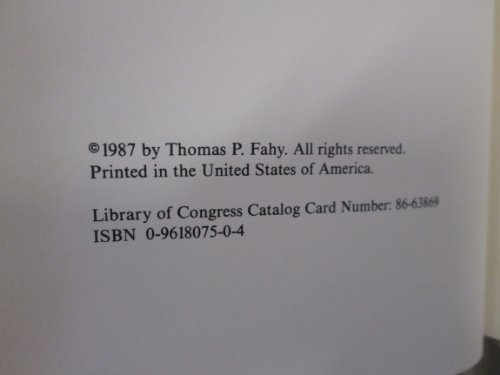 ©1987 by Thomas P. Fahy. All rights reserved.
Printed in the United States of America.
Library of Congress Catalog Card Number: 86-63869
ISBN 0-9618075-0-4